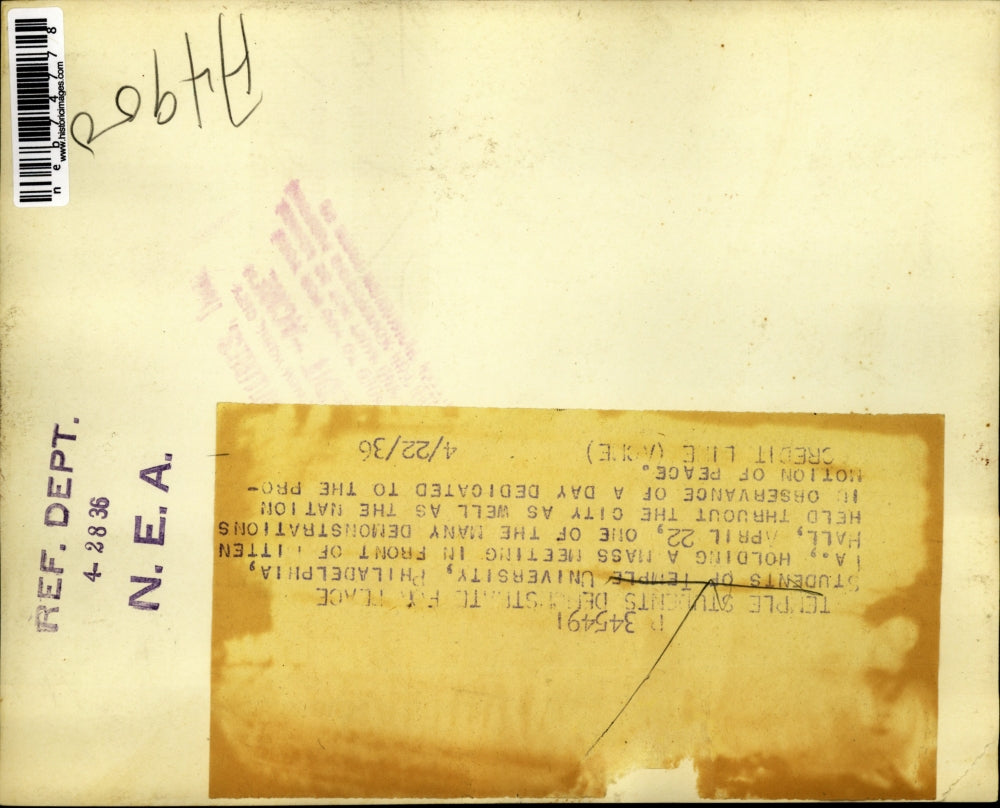 neb74778
www.historicimages.com
REF. DEPT.
4-28 36
N. E. A.
P 345491
TEMPLE STUDENTS DEMONSTRATE FOR PEACE
STUDENTS OF TEMPLE UNIVERSITY, PHILADELPHIA,
PA., HOLDING A MASS MEETING IN FRONT OF MITTEN
HALL, APRIL 22, ONE OF THE MANY DEMONSTRATIONS
HELD THRUOUT THE CITY AS WELL AS THE NATION
IN OBSERVANCE OF A DAY DEDICATED TO THE PRO-
MOTION OF PEACE.
CREDIT LINE (ACME) 4/22/36